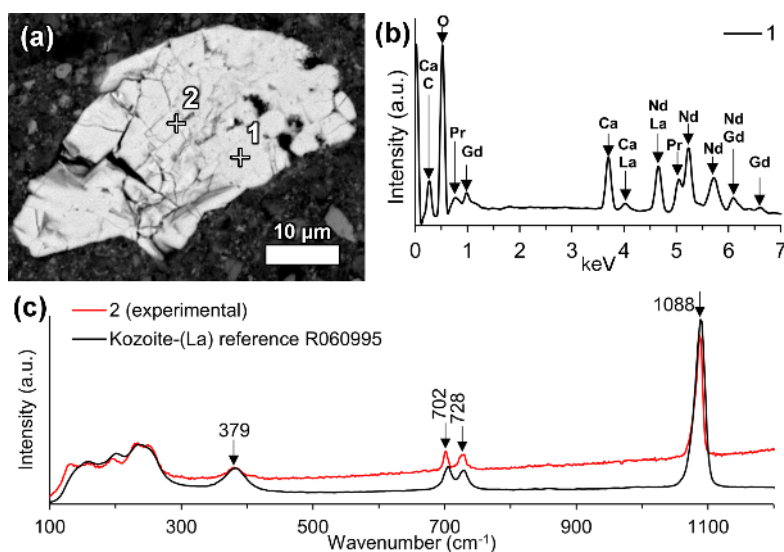 (a)
2
1
10 μm
(b)
1
Intensity (a.u.)
O
Ca
C
Pr
Gd
Ca
Ca
La
Nd
La
Pr
Nd
Nd
Nd
Gd
Gd
0 1 2 3 4 5 6 7
keV
(c)
2 (experimental)
Kozoite-(La) reference R060995
Intensity (a.u.)
379
702
728
1088
100 300 500 700 900 1100
Wavenumber (cm⁻¹)